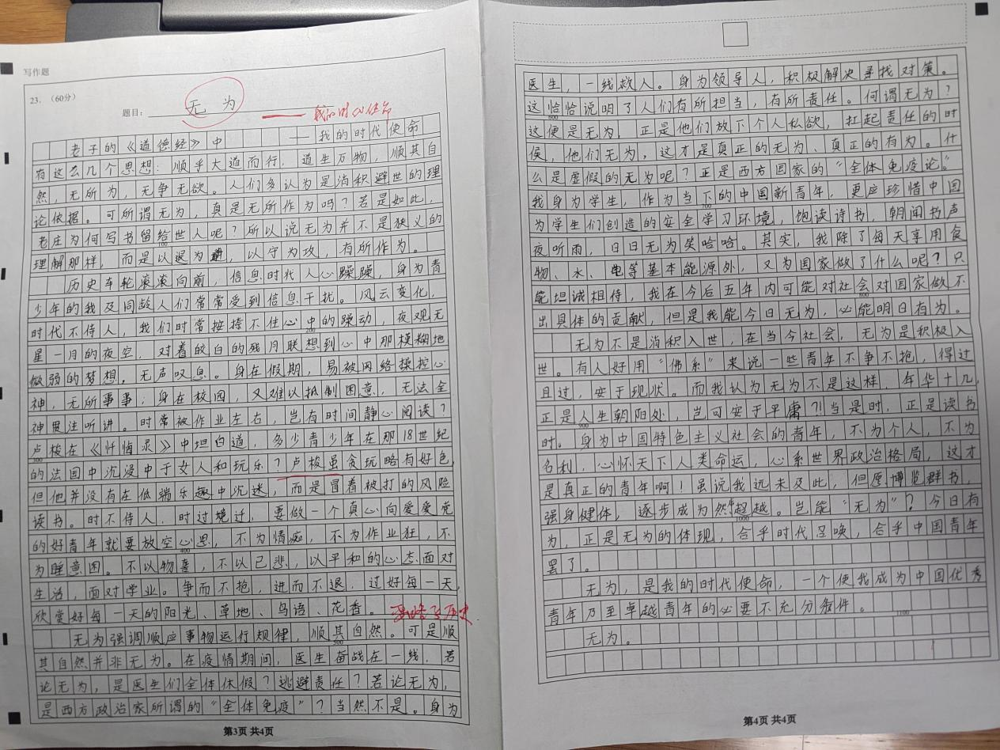 写作题
23. (60分)
题目: 无为
—— 我的时代使命
—— 我的时代使命
老子的《道德经》中
有这么几个思想:顺乎大道而行,道生万物,顺其自
然,无所为,无争无欲。人们多认为是消积避世的理
论依据。可所谓无为,真是无所作为吗?若是如此,
老庄为何写书留给世人呢?所以说无为并不是狭义的
100
理解那样,而是以退为进,以守为攻,有所作为。
历史车轮滚滚向前,信息时代人心躁躁,身为青
少年的我及同龄人们常常受到信息干扰。风云变化,
时代不待人,我们时常按捺不住心中的躁动,夜观无
200
星一月的夜空,对着皎白的残月联想到心中那模糊地
微弱的梦想。无声叹息。身在假期,易被网络操控心
神,无所事事;身在校园,又难以抵制困意,无法全
神贯注听讲。时常被作业左右,岂有时间静心阅读?
卢梭在《忏悔录》中坦白道,多少青少年在那18世纪
300
的法国中沉浸中于女人和玩乐?卢梭虽贪玩略有好色,
但他并没有在低端乐趣中沉迷,而是冒着被打的风险
读书。时不待人,时过境迁,要做一个真心向爱爱党
的好青年就要放空心思,不为情痴,不为作业狂,不
400
为睡意困。不以物喜,不以己悲,以平和的心态面对
生活,面对学业。争而不抢,进而不退,过好每一天,
欣赏好每一天的阳光、草地、鸟语、花香。
无为强调顺应事物运行规律,顺其自然。可是顺
500
其自然并非无为。在疫情期间,医生奋战在一线,若
论无为,是医生们全体休假?逃避责任?若论无为,
是西方政治家所谓的“全体免疫”?当然不是。身为
第3页 共4页
医生,一线救人。身为领导人,积极解决寻找对策。
这恰恰说明了人们有所担当,有所责任。何谓无为?
600
这便是无为,正是他们放下个人私欲,扛起责任的时
侯,他们无为,这才是真正的无为、真正的有为。什
么是虚假的无为呢?正是西方国家的“全体免疫论”。
我身为学生,作为当下的中国新青年,更应珍惜中国
700
为学生们创造的安全学习环境,饱读诗书,朝闻书声
夜听雨,日日无为笑哈哈。其实,我除了每天享用食
物、水、电等基本能源外,又为国家做了什么呢?只
能坦诚相待,我在今后五年内可能对社会对国家做不
800
出具体的贡献,但是我能今日无为,必能明日有为。
无为不是消积入世,在当今社会,无为是积极入
世。有人好用“佛系”来说一些青年不争不抢,得过
且过,安于现状。而我认为无为不是这样,年华十几,
正是人生朝阳处,岂可安于平庸?!当是时,正是读书
900
时。身为中国特色主义社会的青年,不为个人,不为
名利,心怀天下人类命运,心系世界政治格局,这才
是真正的青年啊!虽说我远未及此,但愿博览群书,
强身健体,逐步成为然超越。岂能“无为”?今日有
1000
为,正是无为的体现,合乎时代召唤,合乎中国青年
罢了。
无为,是我的时代使命,一个使我成为中国优秀
青年乃至卓越青年的必要不充分条件。
1100
无为。
第4页 共4页